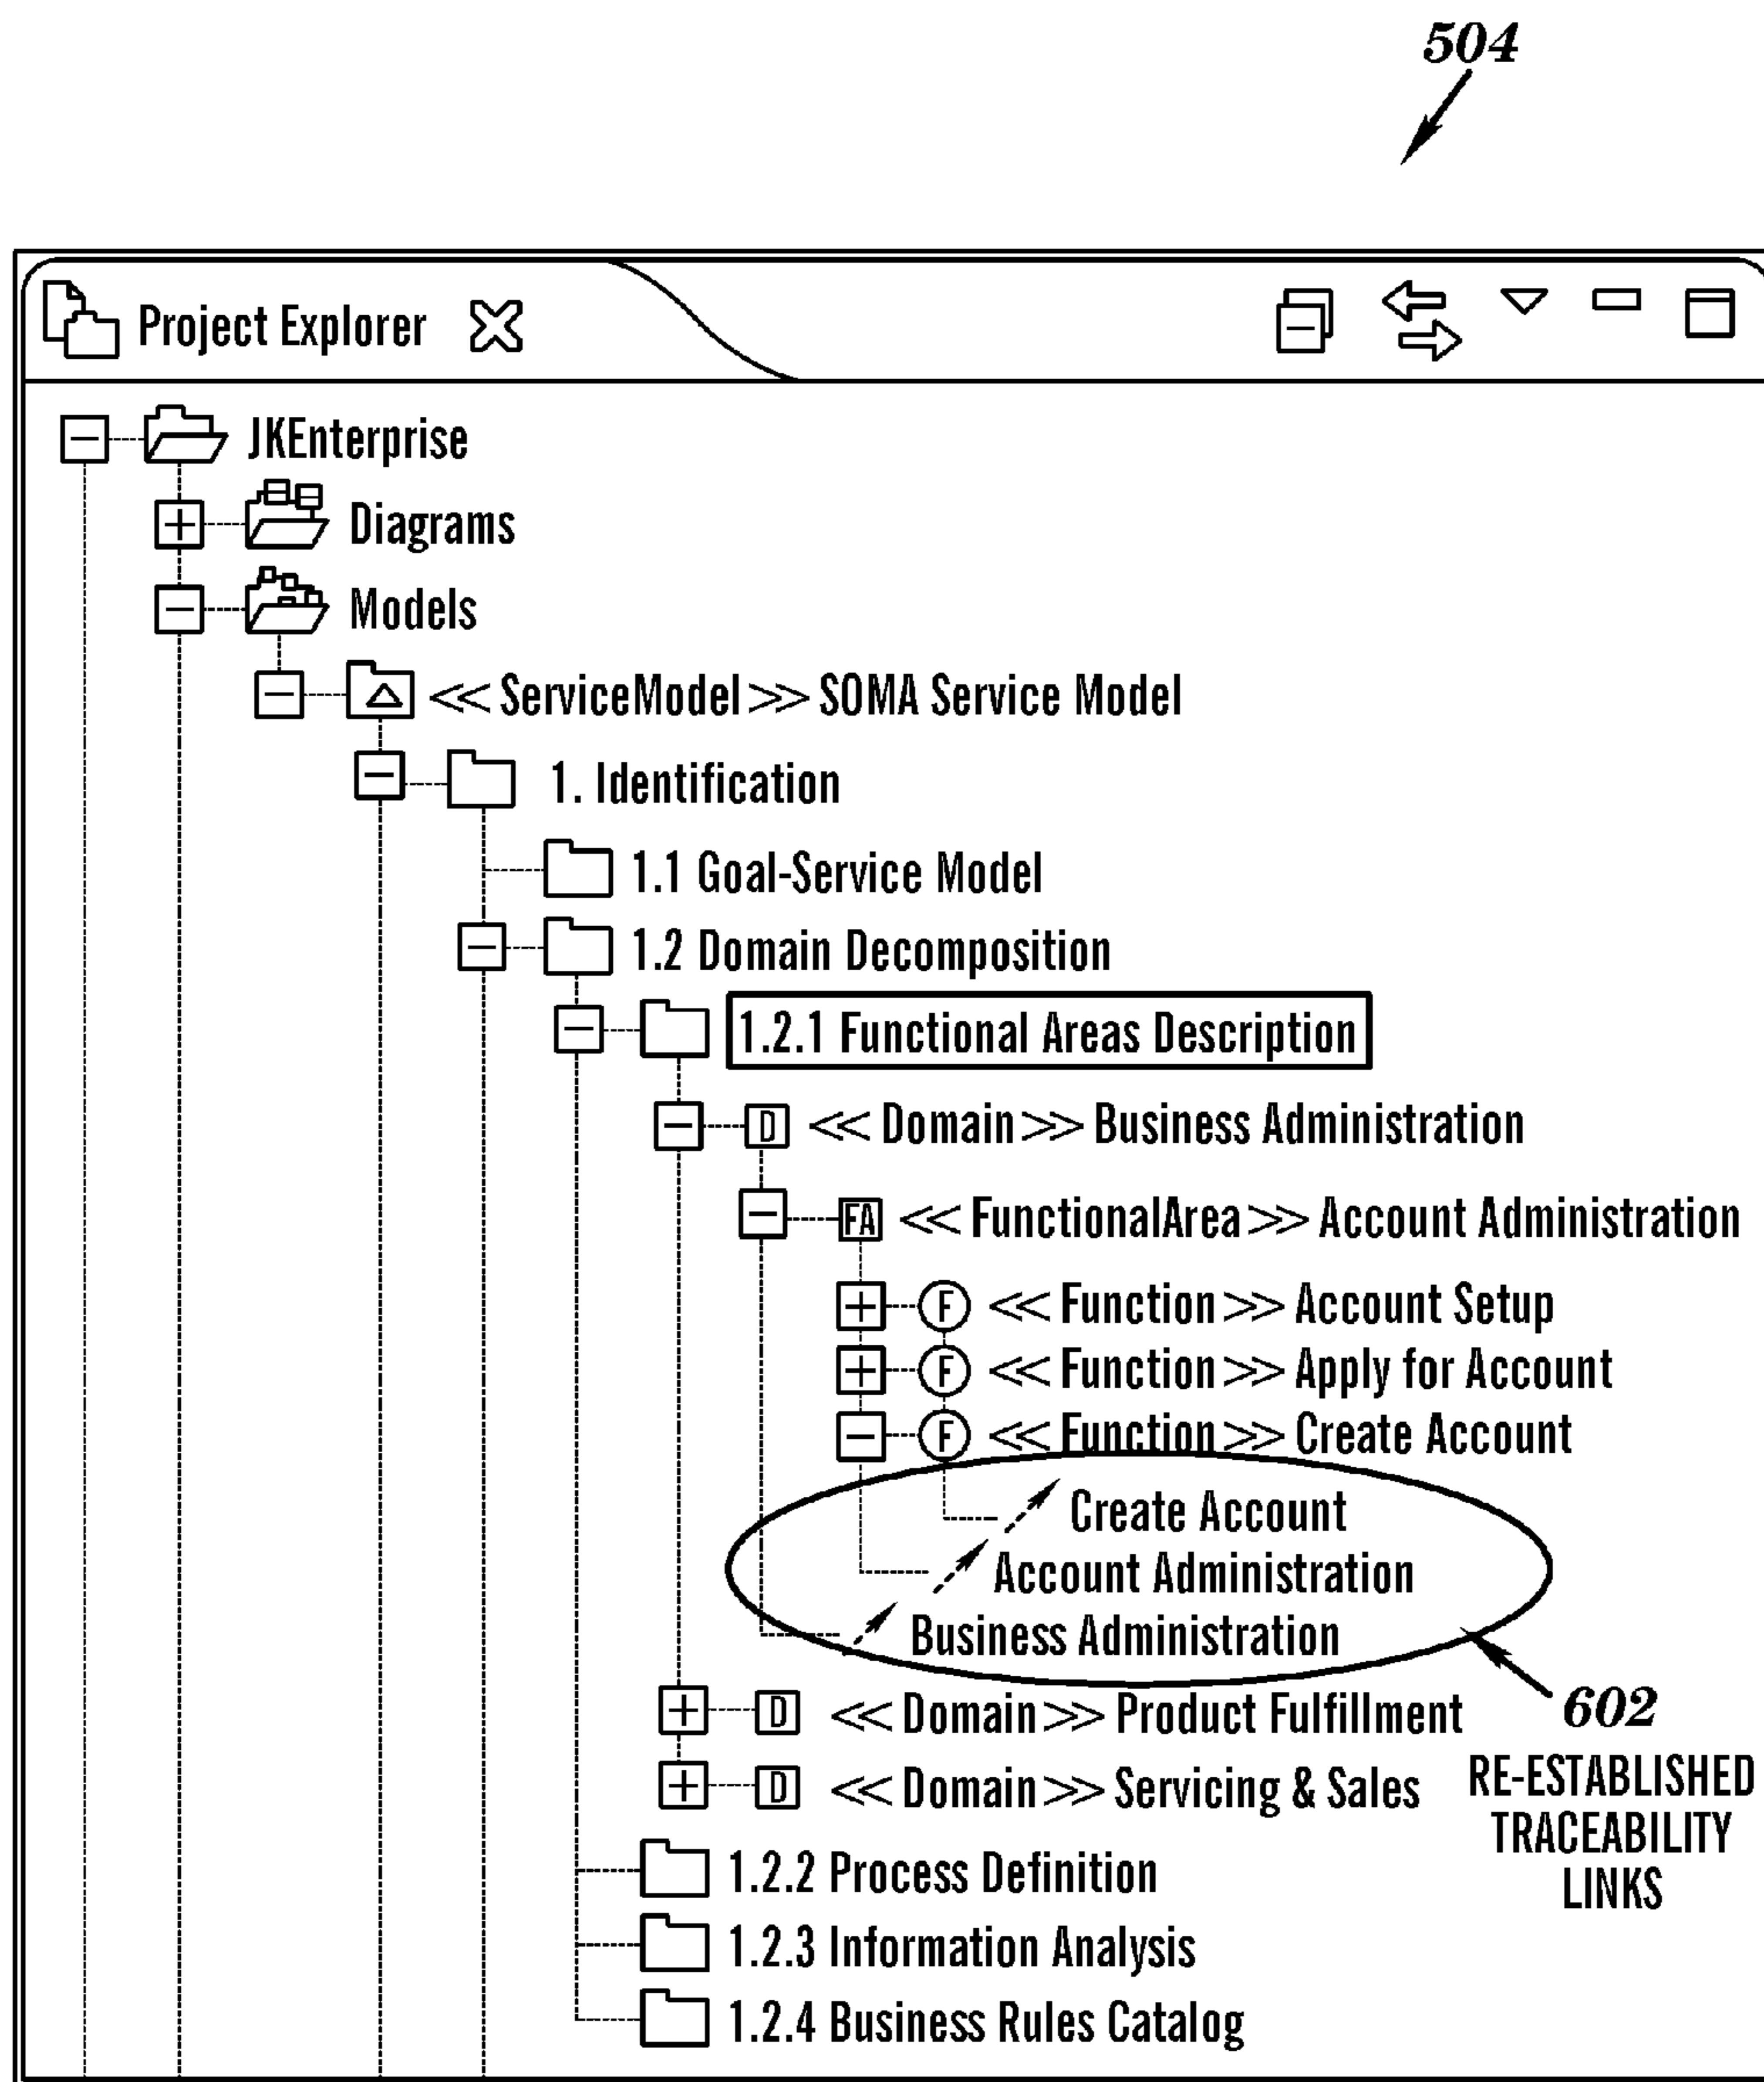 504
Project Explorer
JKEnterprise
Diagrams
Models
<< ServiceModel >> SOMA Service Model
1. Identification
1.1 Goal-Service Model
1.2 Domain Decomposition
1.2.1 Functional Areas Description
D << Domain >> Business Administration
FA << FunctionalArea >> Account Administration
F << Function >> Account Setup
F << Function >> Apply for Account
F << Function >> Create Account
Create Account
Account Administration
Business Administration
D << Domain >> Product Fulfillment
D << Domain >> Servicing & Sales
602
RE-ESTABLISHED
TRACEABILITY
LINKS
1.2.2 Process Definition
1.2.3 Information Analysis
1.2.4 Business Rules Catalog